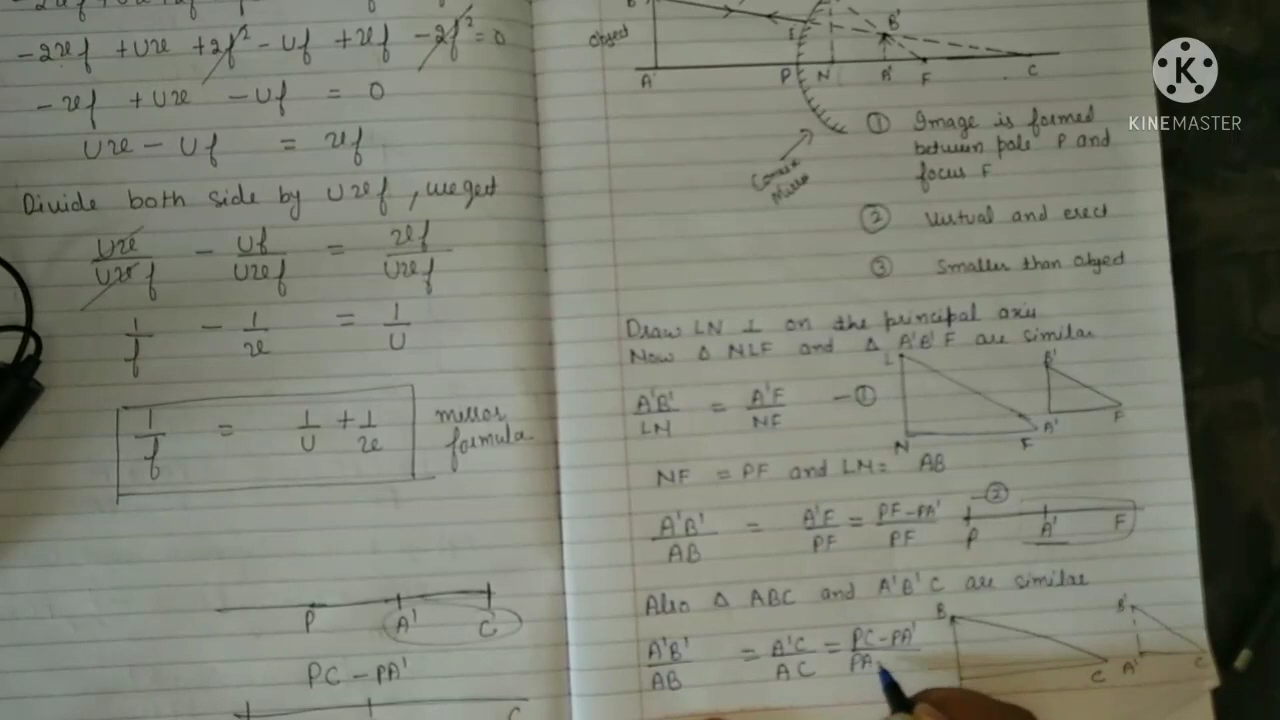 -2vf + uv + 2f² - uf + vf - 2f² = 0
-vf + uv - uf = 0
uv - uf = vf
Divide both side by uvf, we get
uv/uvf - uf/uvf = vf/uvf
1/f - 1/v = 1/u
1/f = 1/u + 1/v mirror formula
P A' C
PC - PA'
C
Object
B'
A P N A' F C
Convex Mirror
① Image is formed
between pole P and
focus F
② Virtual and erect
③ Smaller than object
Draw LN ⊥ on the principal axis
Now Δ NLF and Δ A'B'F are similar
L B'
A'B'/LN = A'F/NF - ①
N F A' F
NF = PF and LN = AB
A'B'/AB = A'F/PF = PF-PA'/PF - ②
P A' F
Also Δ ABC and A'B'C are similar
B B'
A'B'/AB = A'C/AC = PC-PA'/PA
C A' C
KINEMASTER